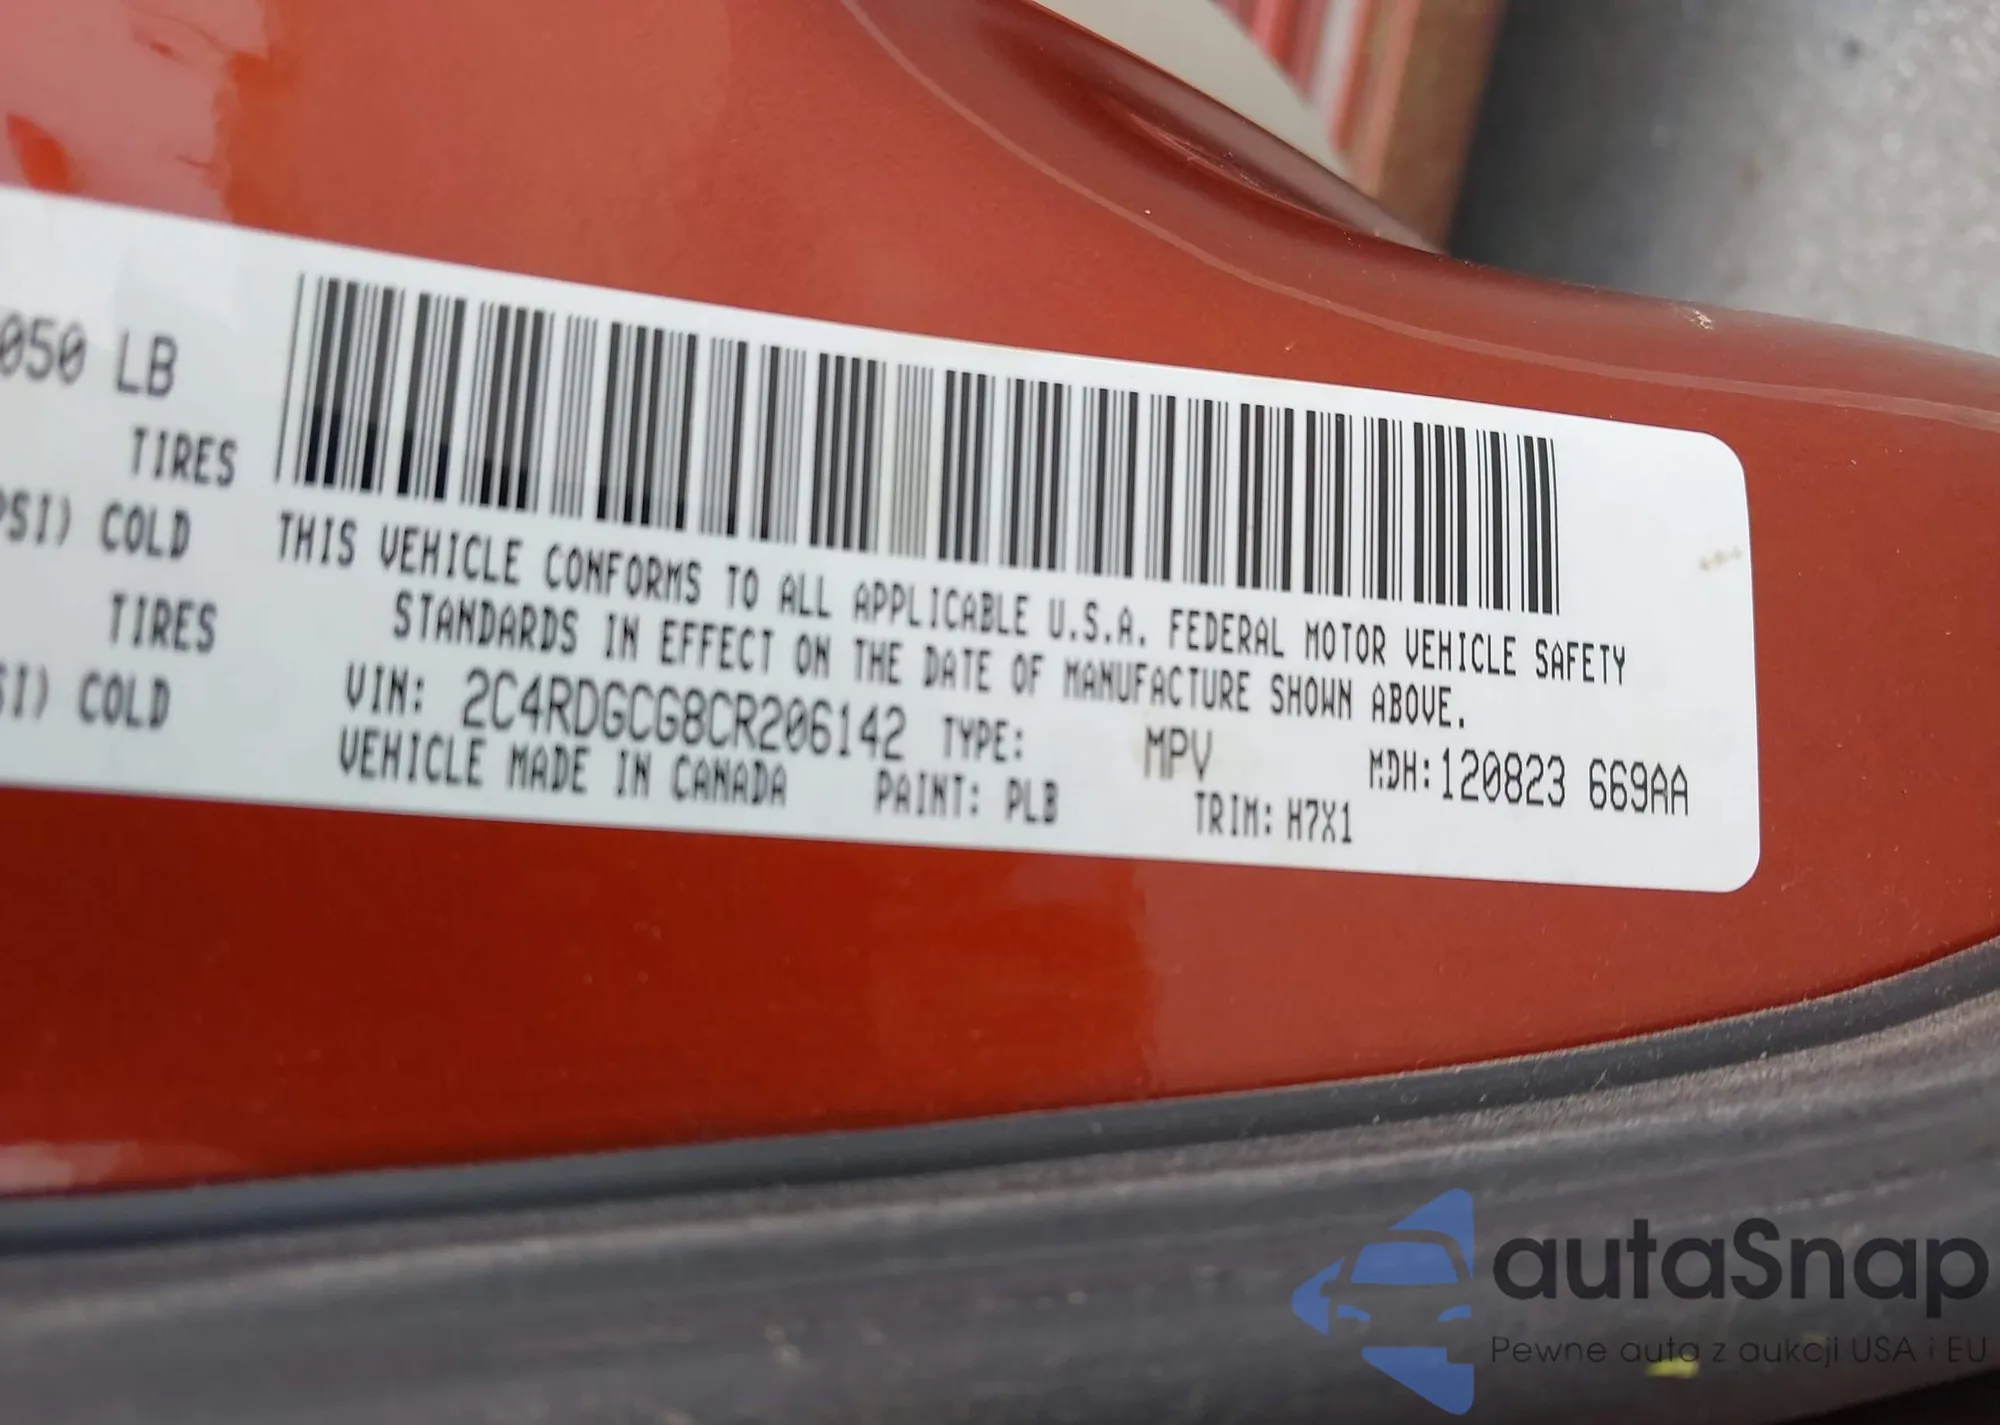 050 LB
TIRES
PSI) COLD
TIRES
SI) COLD
THIS VEHICLE CONFORMS TO ALL APPLICABLE U.S.A. FEDERAL MOTOR VEHICLE SAFETY
STANDARDS IN EFFECT ON THE DATE OF MANUFACTURE SHOWN ABOVE.
VIN: 2C4RDGCG8CR206142 TYPE: MPV MDH:120823 669AA
VEHICLE MADE IN CANADA PAINT: PLB TRIM: H7X1
autaSnap
Pewne auta z aukcji USA i EU